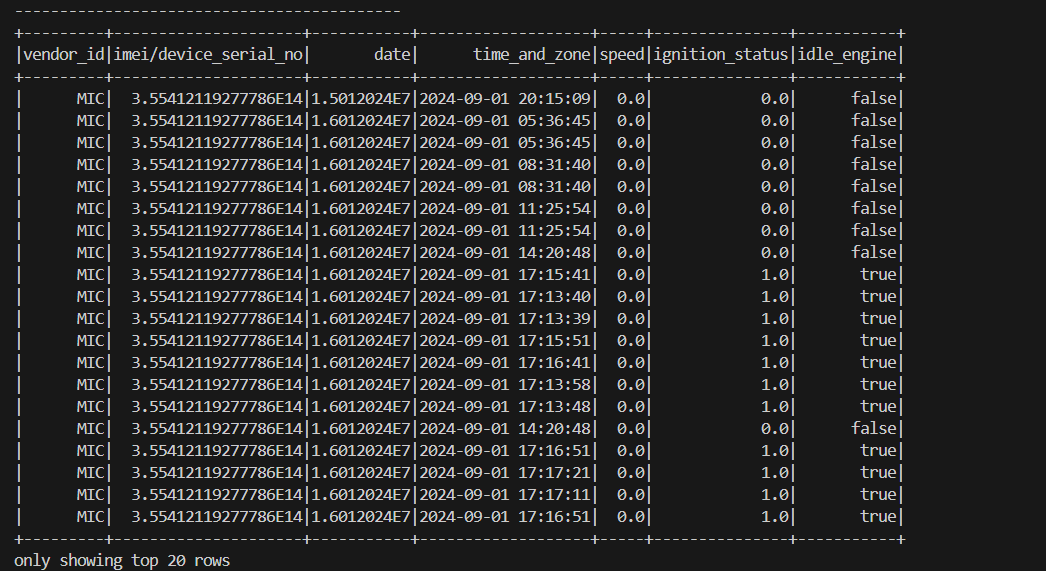 -------------------------------------------
+---------+---------------------+-----------+-------------------+-----+---------------+-----------+
|vendor_id|imei/device_serial_no|       date|      time_and_zone|speed|ignition_status|idle_engine|
+---------+---------------------+-----------+-------------------+-----+---------------+-----------+
|      MIC|  3.55412119277786E14|1.5012024E7|2024-09-01 20:15:09|  0.0|            0.0|      false|
|      MIC|  3.55412119277786E14|1.6012024E7|2024-09-01 05:36:45|  0.0|            0.0|      false|
|      MIC|  3.55412119277786E14|1.6012024E7|2024-09-01 05:36:45|  0.0|            0.0|      false|
|      MIC|  3.55412119277786E14|1.6012024E7|2024-09-01 08:31:40|  0.0|            0.0|      false|
|      MIC|  3.55412119277786E14|1.6012024E7|2024-09-01 08:31:40|  0.0|            0.0|      false|
|      MIC|  3.55412119277786E14|1.6012024E7|2024-09-01 11:25:54|  0.0|            0.0|      false|
|      MIC|  3.55412119277786E14|1.6012024E7|2024-09-01 11:25:54|  0.0|            0.0|      false|
|      MIC|  3.55412119277786E14|1.6012024E7|2024-09-01 14:20:48|  0.0|            0.0|      false|
|      MIC|  3.55412119277786E14|1.6012024E7|2024-09-01 17:15:41|  0.0|            1.0|       true|
|      MIC|  3.55412119277786E14|1.6012024E7|2024-09-01 17:13:40|  0.0|            1.0|       true|
|      MIC|  3.55412119277786E14|1.6012024E7|2024-09-01 17:13:39|  0.0|            1.0|       true|
|      MIC|  3.55412119277786E14|1.6012024E7|2024-09-01 17:15:51|  0.0|            1.0|       true|
|      MIC|  3.55412119277786E14|1.6012024E7|2024-09-01 17:16:41|  0.0|            1.0|       true|
|      MIC|  3.55412119277786E14|1.6012024E7|2024-09-01 17:13:58|  0.0|            1.0|       true|
|      MIC|  3.55412119277786E14|1.6012024E7|2024-09-01 17:13:48|  0.0|            1.0|       true|
|      MIC|  3.55412119277786E14|1.6012024E7|2024-09-01 14:20:48|  0.0|            0.0|      false|
|      MIC|  3.55412119277786E14|1.6012024E7|2024-09-01 17:16:51|  0.0|            1.0|       true|
|      MIC|  3.55412119277786E14|1.6012024E7|2024-09-01 17:17:21|  0.0|            1.0|       true|
|      MIC|  3.55412119277786E14|1.6012024E7|2024-09-01 17:17:11|  0.0|            1.0|       true|
|      MIC|  3.55412119277786E14|1.6012024E7|2024-09-01 17:16:51|  0.0|            1.0|       true|
+---------+---------------------+-----------+-------------------+-----+---------------+-----------+
only showing top 20 rows